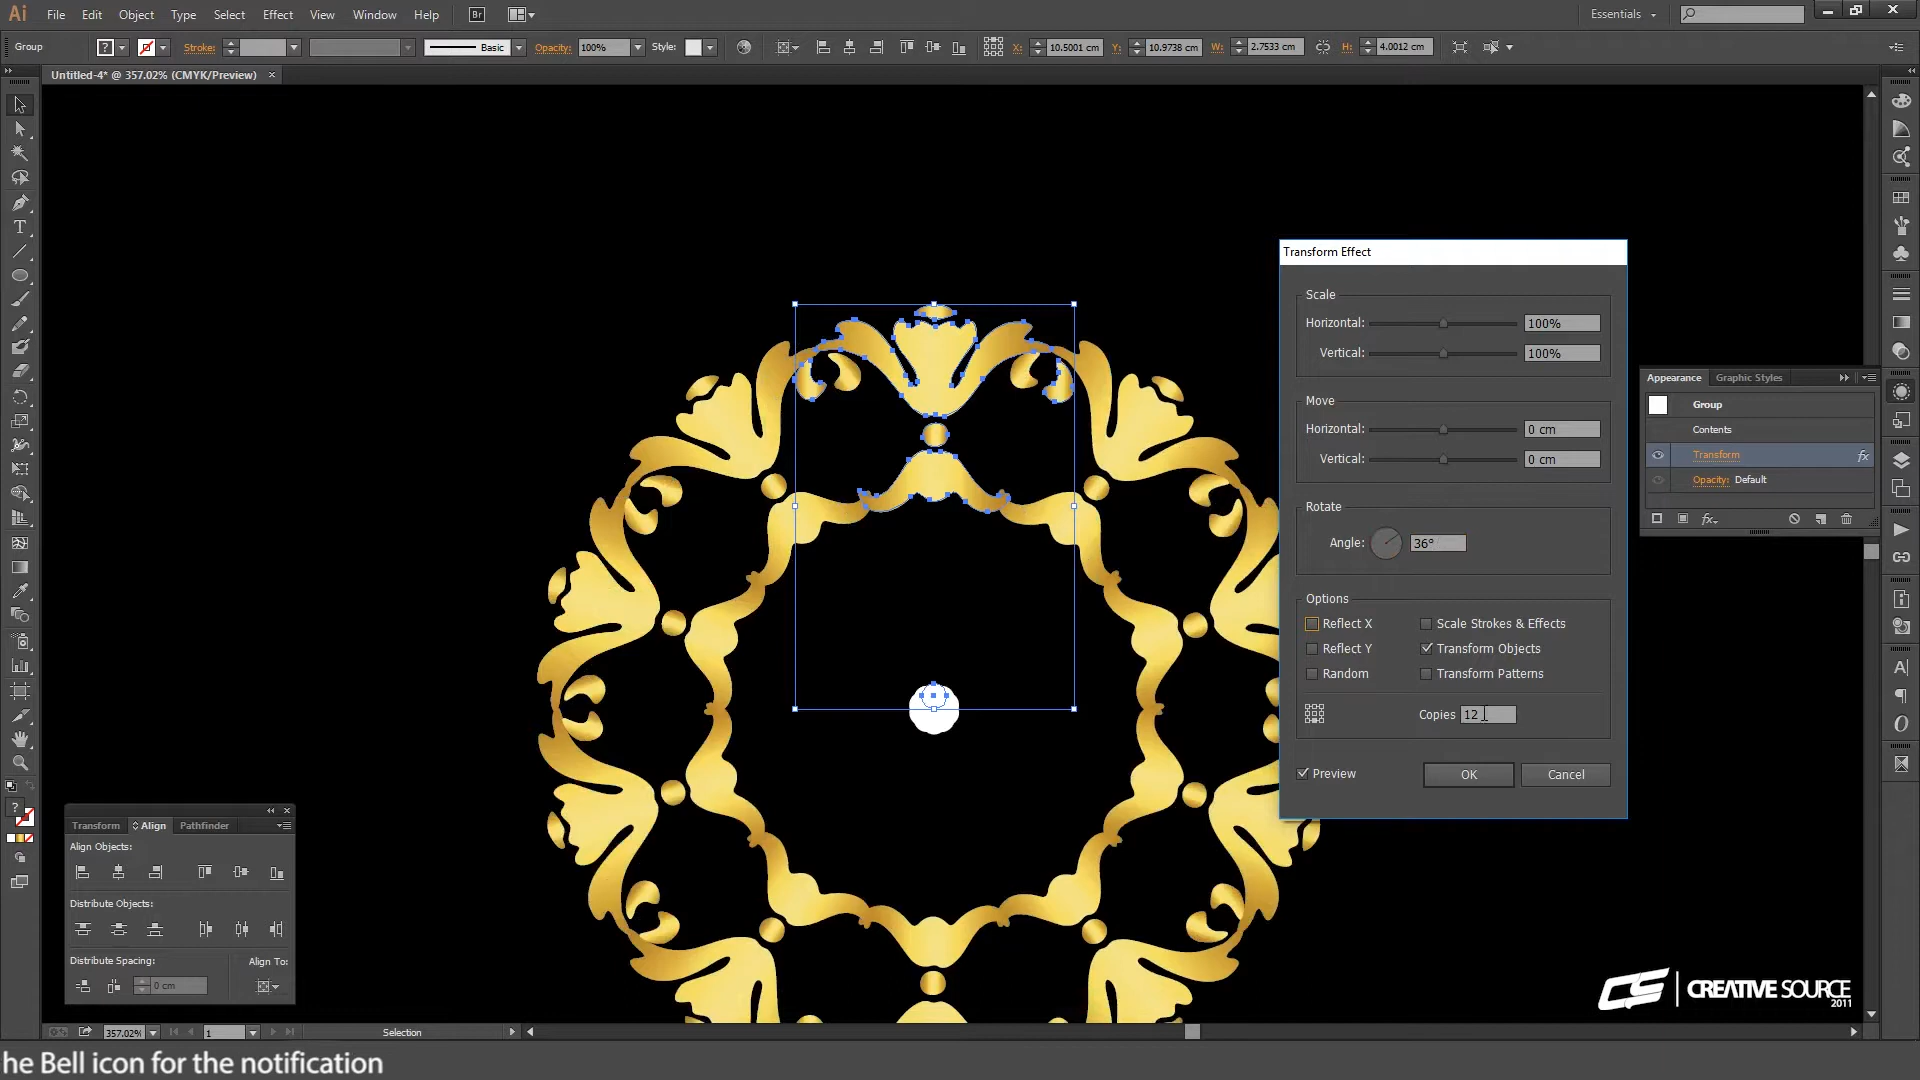 Ai File Edit Object Type Select Effect View Window Help Br Essentials
Group ? Stroke: Basic Opacity: 100% Style: X: 10.5001 cm Y: 10.9738 cm W: 2.7533 cm H: 4.0012 cm
Untitled-4* @ 357.02% (CMYK/Preview) ×
Transform Effect
Scale
Horizontal: 100%
Vertical: 100%
Move
Horizontal: 0 cm
Vertical: 0 cm
Rotate
Angle: 36°
Options
Reflect X Scale Strokes & Effects
Reflect Y Transform Objects
Random Transform Patterns
Copies 12
Preview OK Cancel
Appearance Graphic Styles
Group
Contents
Transform fx
Opacity: Default
fx
Transform Align Pathfinder
Align Objects:
Distribute Objects:
Distribute Spacing: Align To:
0 cm
CS CREATIVE SOURCE
2011
357.02% 1 Selection
he Bell icon for the notification